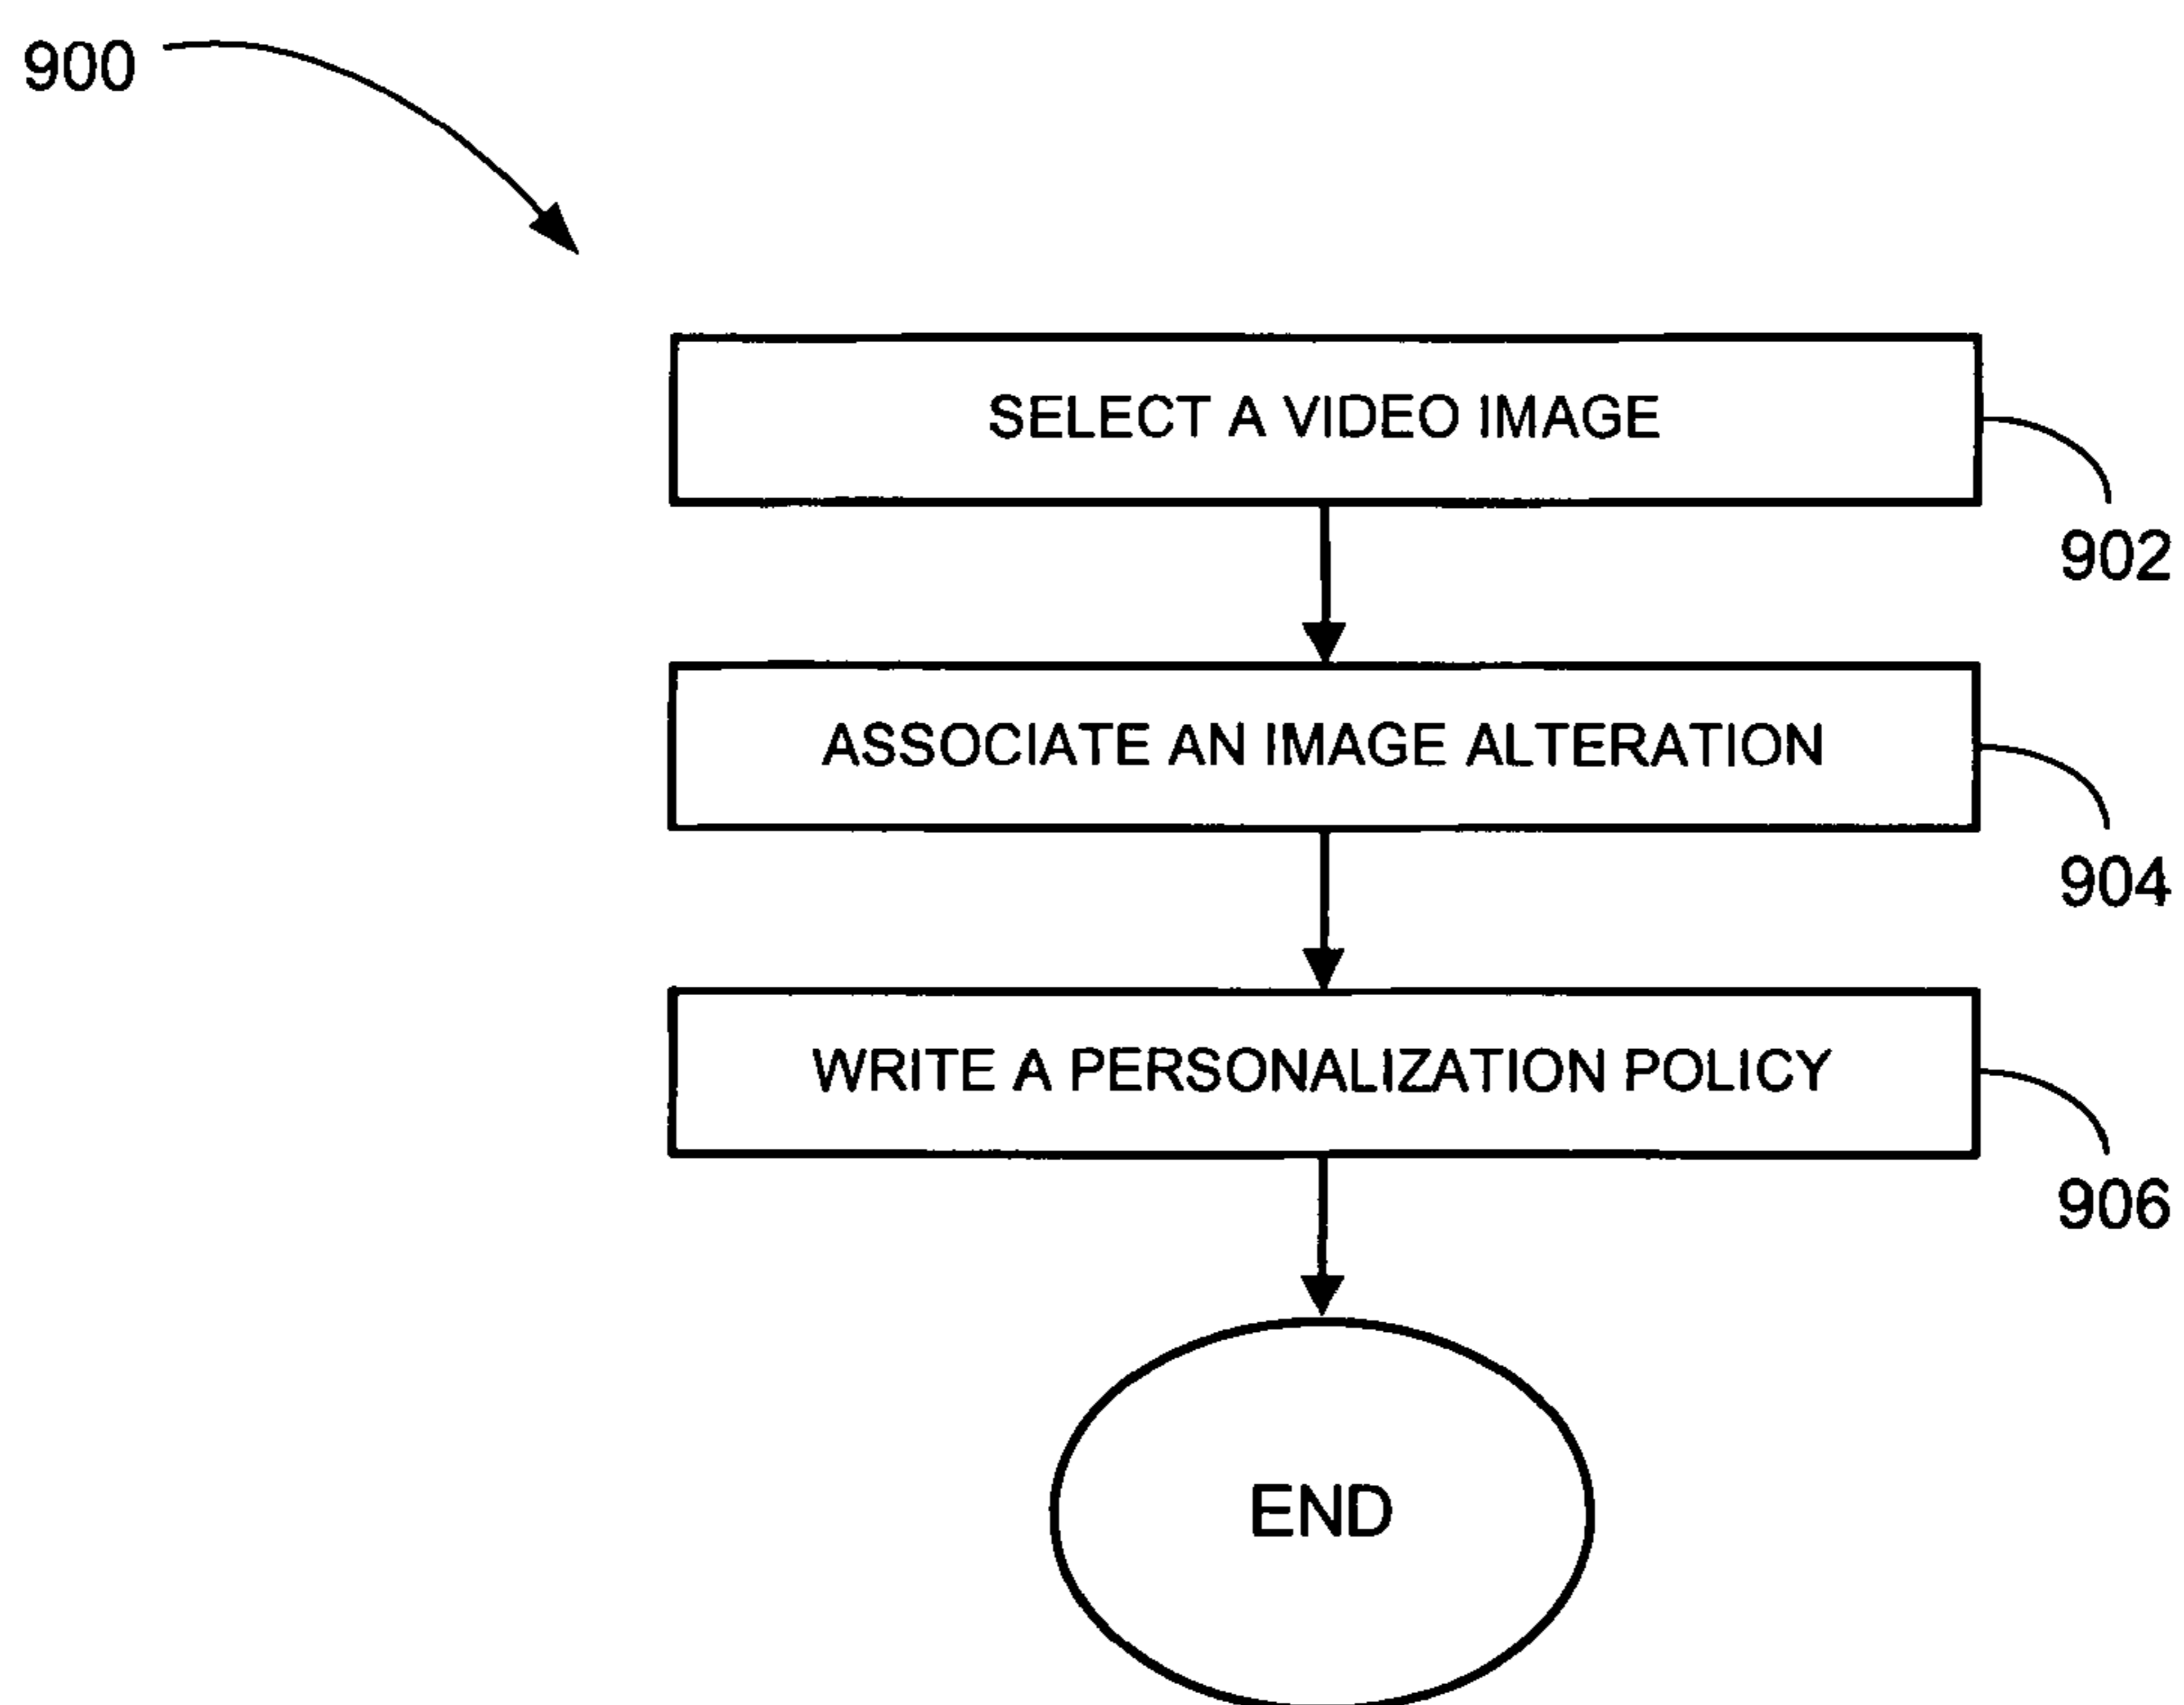 900
SELECT A VIDEO IMAGE
902
ASSOCIATE AN IMAGE ALTERATION
904
WRITE A PERSONALIZATION POLICY
906
END